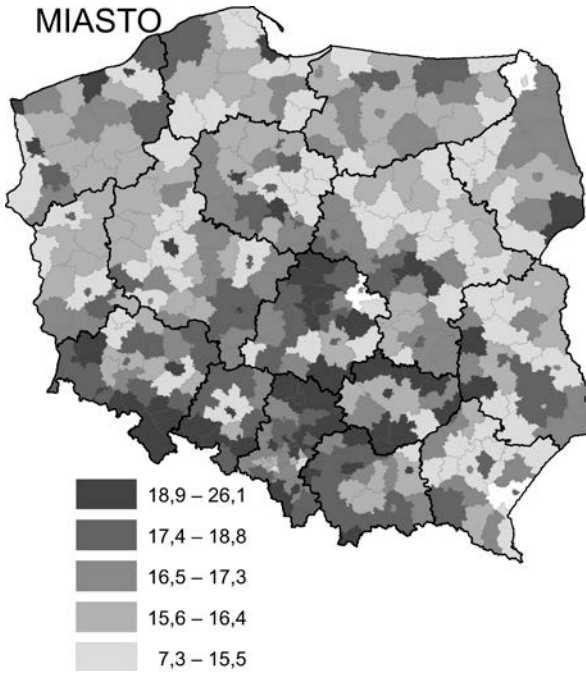 MIASTO
18,9 – 26,1
17,4 – 18,8
16,5 – 17,3
15,6 – 16,4
7,3 – 15,5